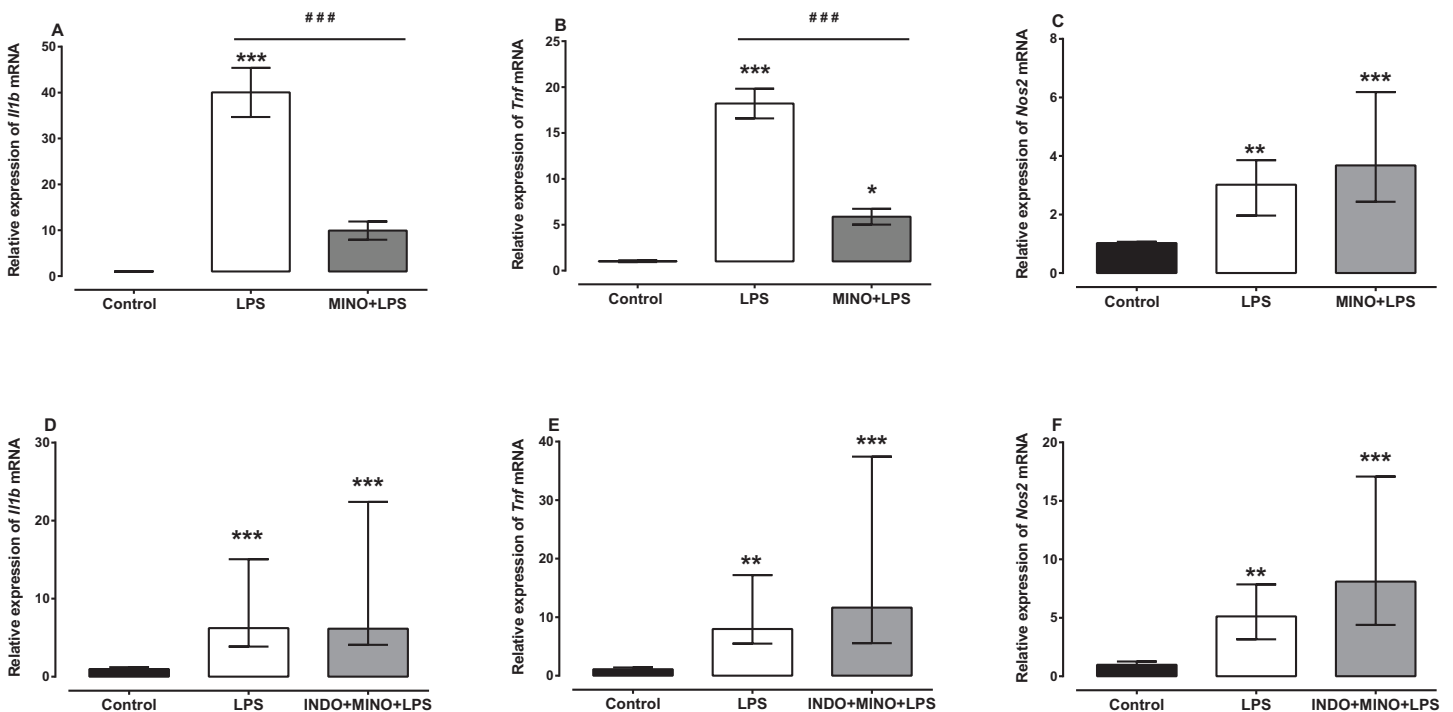 A
Relative expression of Il1b mRNA
###
***
50
40
30
20
10
0
Control
LPS
MINO+LPS
B
Relative expression of Tnf mRNA
###
***
*
25
20
15
10
5
0
Control
LPS
MINO+LPS
C
Relative expression of Nos2 mRNA
**
***
8
6
4
2
0
Control
LPS
MINO+LPS
D
Relative expression of Il1b mRNA
***
***
30
20
10
0
Control
LPS
INDO+MINO+LPS
E
Relative expression of Tnf mRNA
**
***
40
30
20
10
0
Control
LPS
INDO+MINO+LPS
F
Relative expression of Nos2 mRNA
**
***
20
15
10
5
0
Control
LPS
INDO+MINO+LPS